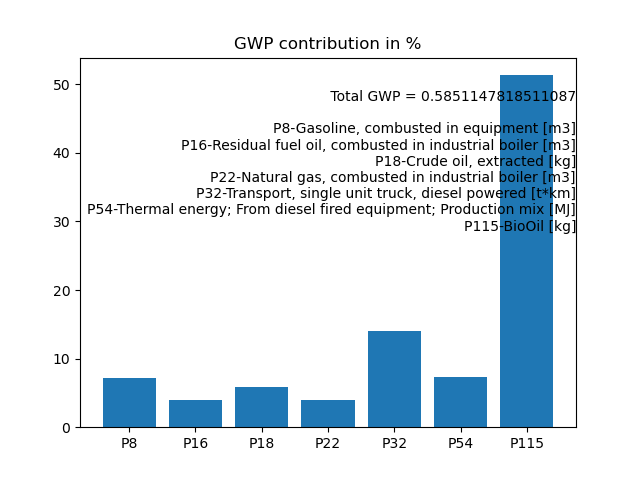 GWP contribution in %
50
40
30
20
10
0
Total GWP = 0.5851147818511087
P8-Gasoline, combusted in equipment [m3]
P16-Residual fuel oil, combusted in industrial boiler [m3]
P18-Crude oil, extracted [kg]
P22-Natural gas, combusted in industrial boiler [m3]
P32-Transport, single unit truck, diesel powered [t*km]
P54-Thermal energy; From diesel fired equipment; Production mix [MJ]
P115-BioOil [kg]
P8 P16 P18 P22 P32 P54 P115